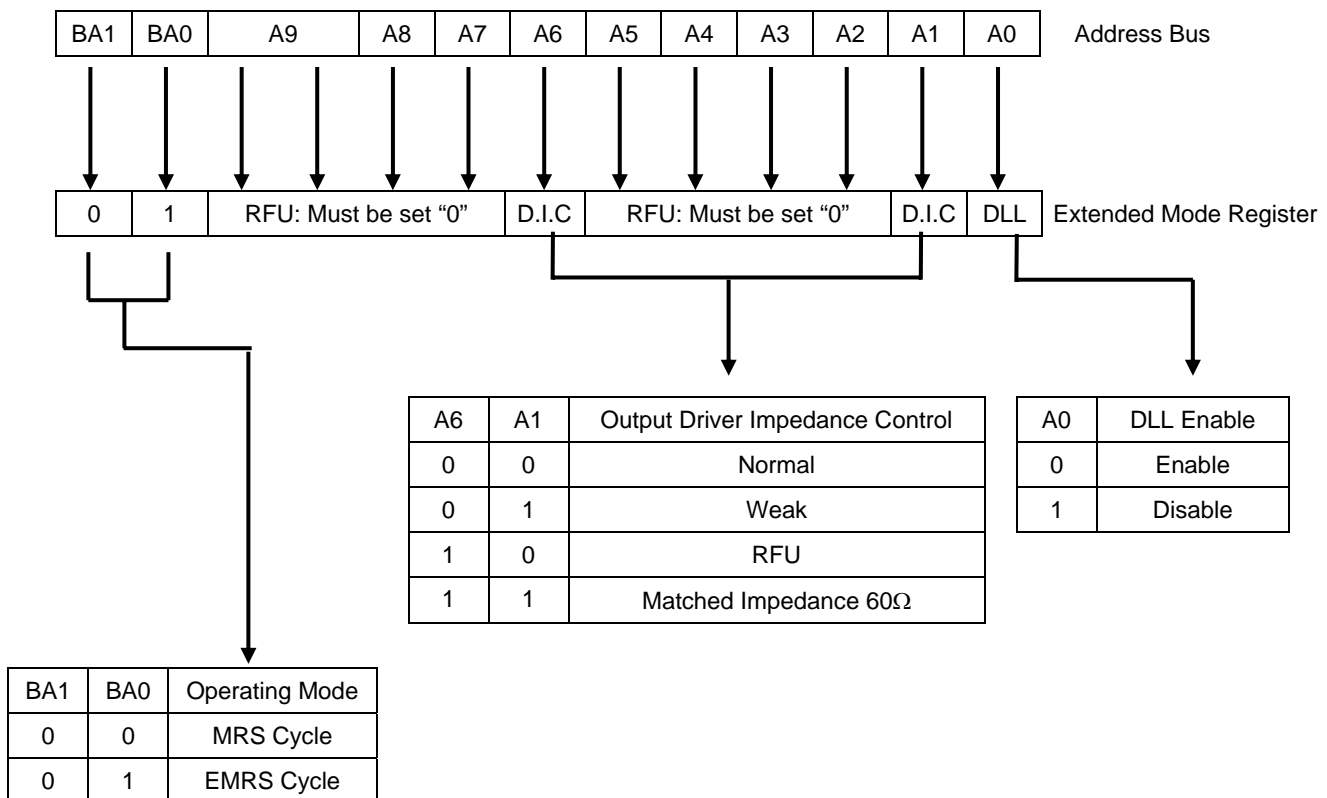 BA1 BA0 A9 A8 A7 A6 A5 A4 A3 A2 A1 A0 Address Bus
0 1 RFU: Must be set “0” D.I.C RFU: Must be set “0” D.I.C DLL Extended Mode Register
A6 A1 Output Driver Impedance Control
0 0 Normal
0 1 Weak
1 0 RFU
1 1 Matched Impedance 60Ω
A0 DLL Enable
0 Enable
1 Disable
BA1 BA0 Operating Mode
0 0 MRS Cycle
0 1 EMRS Cycle